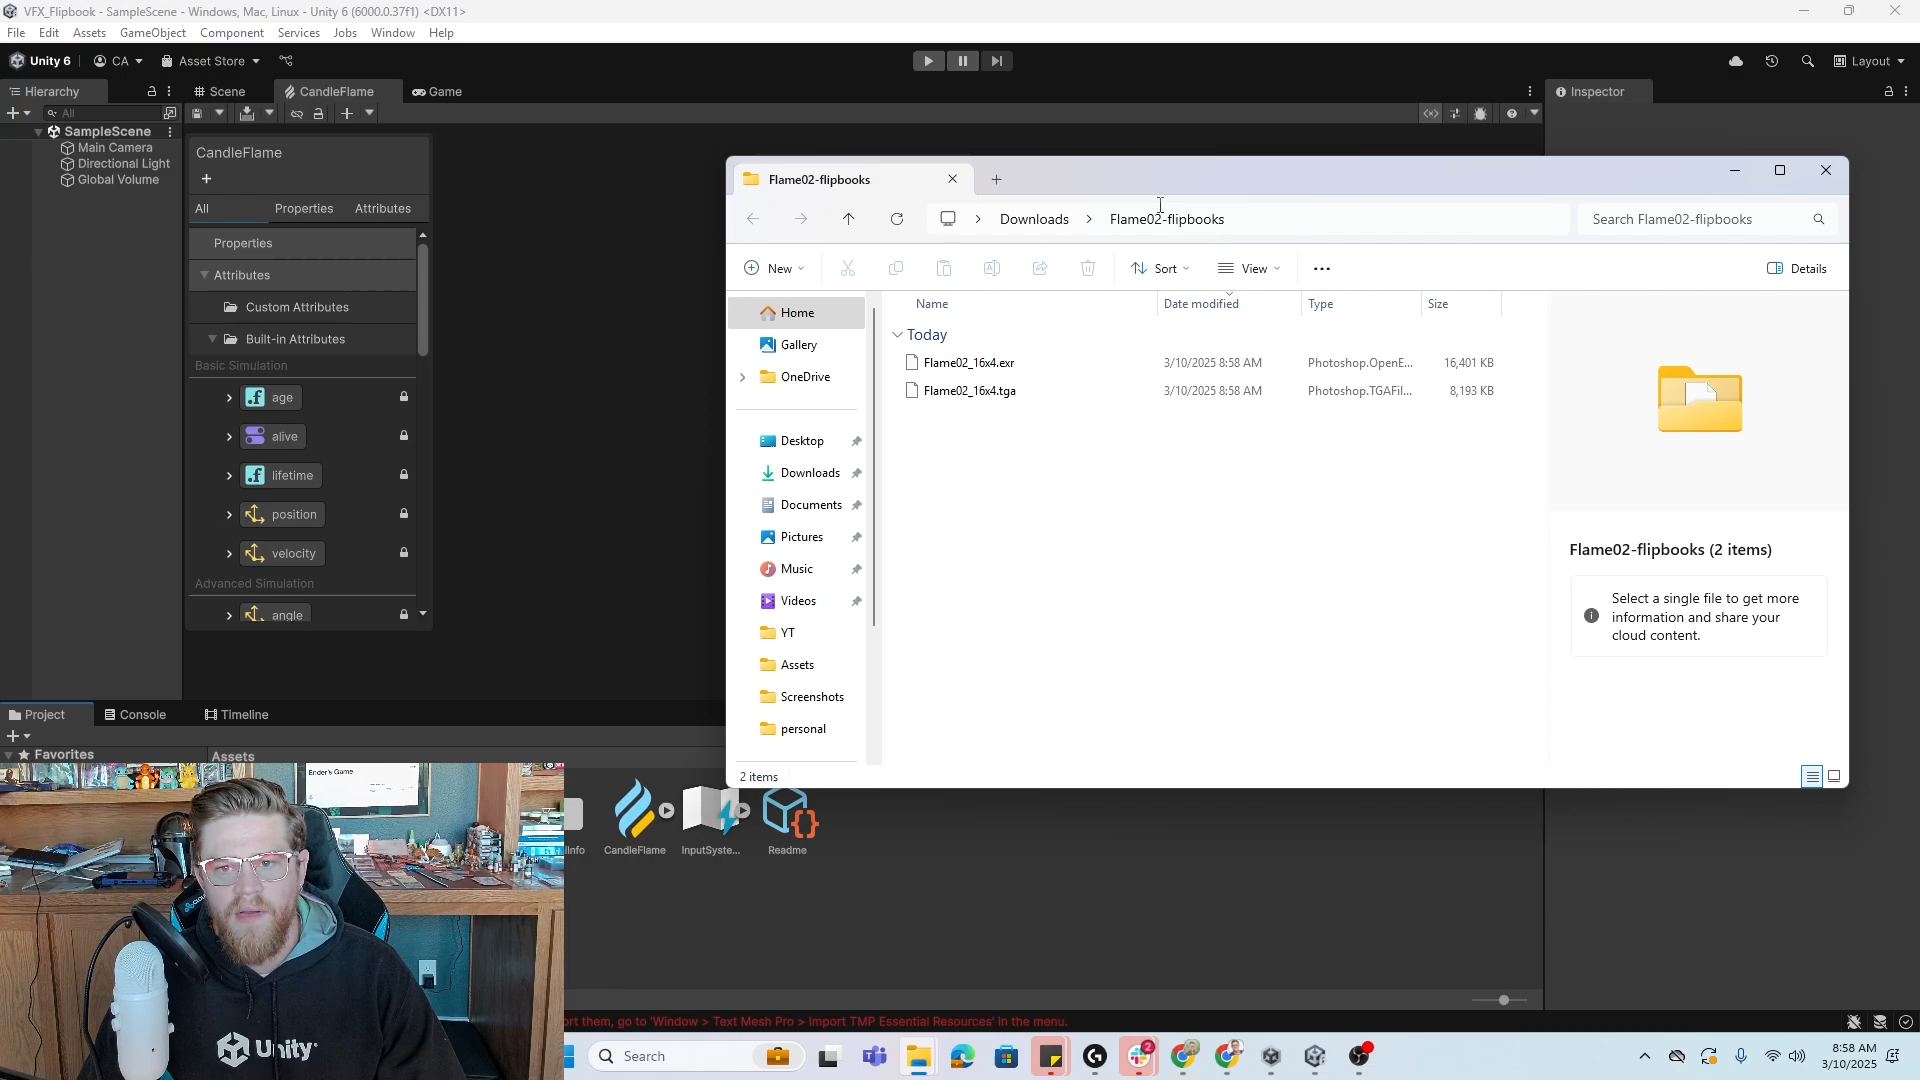 VFX_Flipbook - SampleScene - Windows, Mac, Linux - Unity 6 (6000.0.37f1) <DX11>
File Edit Assets GameObject Component Services Jobs Window Help
Unity 6 CA Asset Store Layout
Hierarchy Scene CandleFlame Game Inspector
All
SampleScene
Main Camera
Directional Light
Global Volume
CandleFlame
All Properties Attributes
Properties
Attributes
Custom Attributes
Built-in Attributes
Basic Simulation
age
alive
lifetime
position
velocity
Advanced Simulation
angle
Flame02-flipbooks
Downloads Flame02-flipbooks Search Flame02-flipbooks
New Sort View Details
Name Date modified Type Size
Today
Flame02_16x4.exr 3/10/2025 8:58 AM Photoshop.OpenE... 16,401 KB
Flame02_16x4.tga 3/10/2025 8:58 AM Photoshop.TGAFil... 8,193 KB
Home
Gallery
OneDrive
Desktop
Downloads
Documents
Pictures
Music
Videos
YT
Assets
Screenshots
personal
Flame02-flipbooks (2 items)
Select a single file to get more
information and share your
cloud content.
2 items
Project Console Timeline
Favorites Assets
Ender's Game
CandleFlame InputSyste... Readme
Unity
ort them, go to 'Window > Text Mesh Pro > Import TMP Essential Resources' in the menu.
Search 2
8:58 AM
3/10/2025